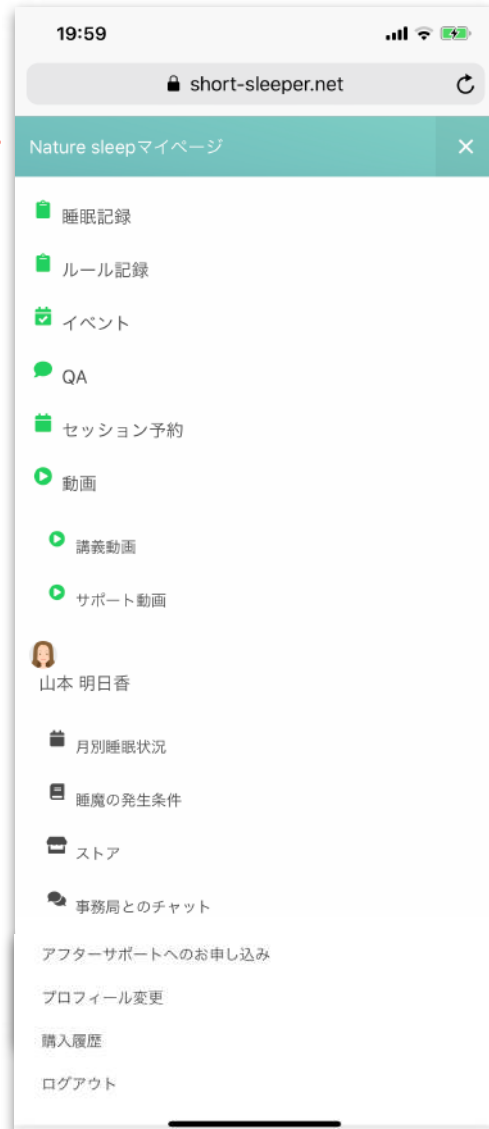 19:59
short-sleeper.net
Nature sleepマイページ
睡眠記録
ルール記録
イベント
QA
セッション予約
動画
講義動画
サポート動画
山本 明日香
月別睡眠状況
睡魔の発生条件
ストア
事務局とのチャット
アフターサポートへのお申し込み
プロフィール変更
購入履歴
ログアウト